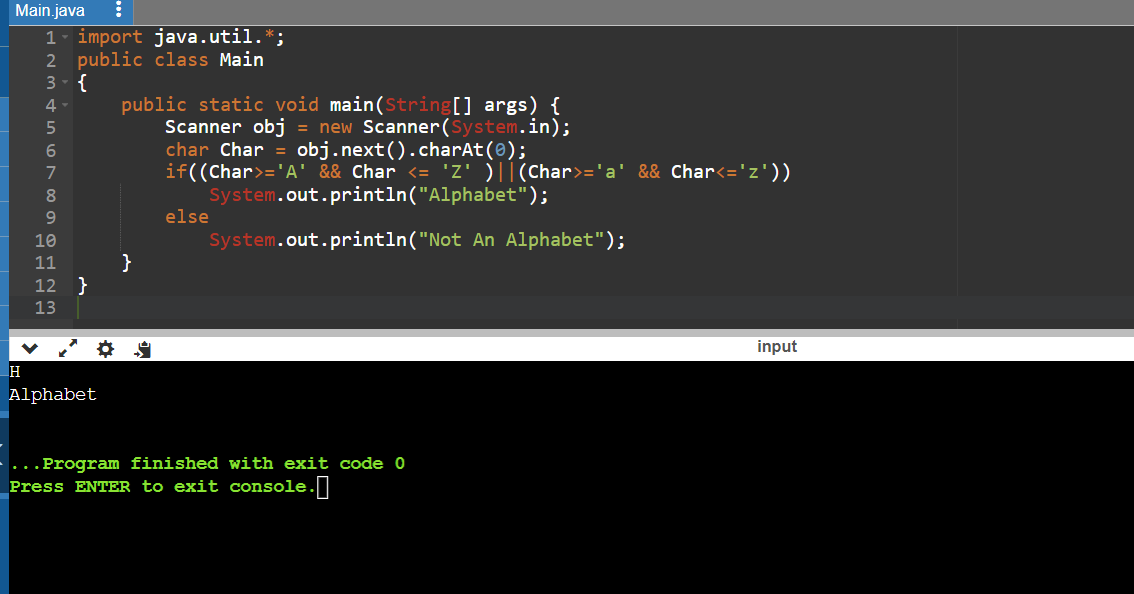 Main.java
1 import java.util.*;
2 public class Main
3 {
4     public static void main(String[] args) {
5         Scanner obj = new Scanner(System.in);
6         char Char = obj.next().charAt(0);
7         if((Char>='A' && Char <= 'Z' )||(Char>='a' && Char<='z'))
8             System.out.println("Alphabet");
9         else
10             System.out.println("Not An Alphabet");
11     }
12 }
13
input
H
Alphabet
...Program finished with exit code 0
Press ENTER to exit console.